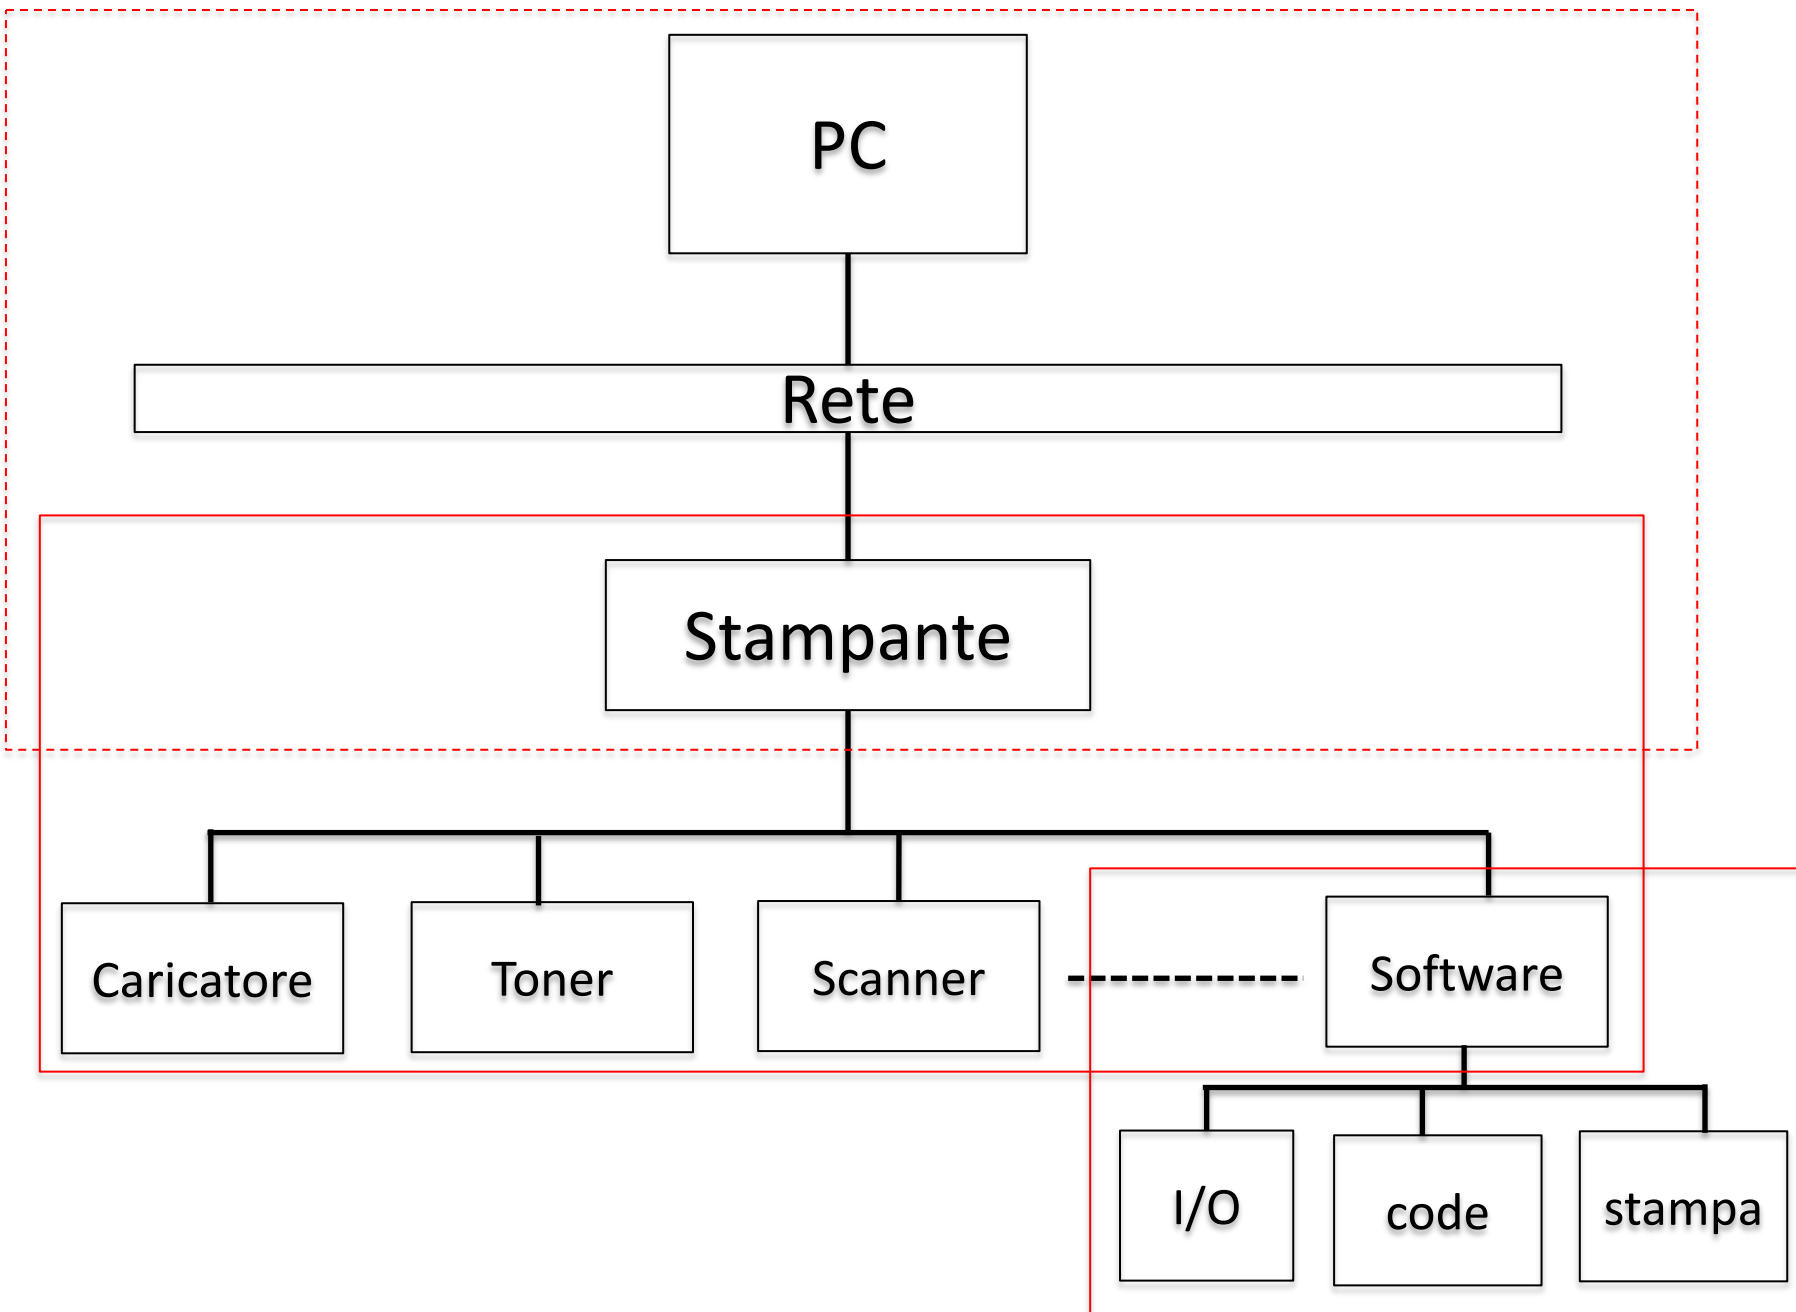 PC
Rete
Stampante
Caricatore
Toner
Scanner
Software
I/O
code
stampa